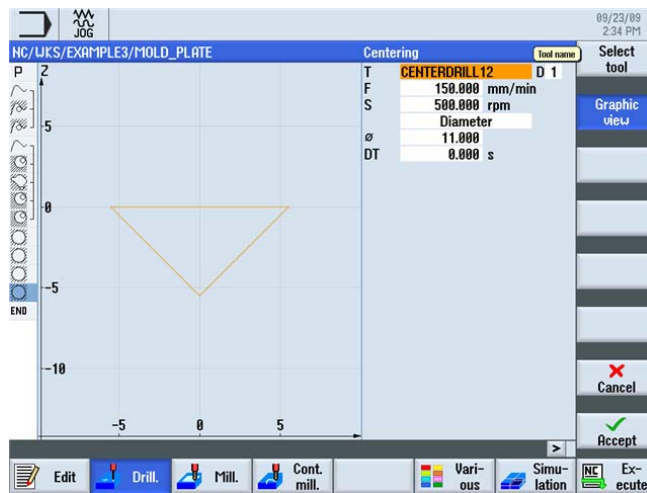 JOG
09/23/09
2:34 PM
NC/WKS/EXAMPLE3/MOLD_PLATE
Centering
Tool name
Select tool
P
Z
T CENTERDRILL12 D 1
F 150.000 mm/min
S 500.000 rpm
Diameter
ø 11.000
DT 0.000 s
Graphic view
5
0
-5
-10
-5 0 5
END
Cancel
Accept
>
Edit
Drill.
Mill.
Cont. mill.
Vari- ous
Simu- lation
NC
Ex- ecute